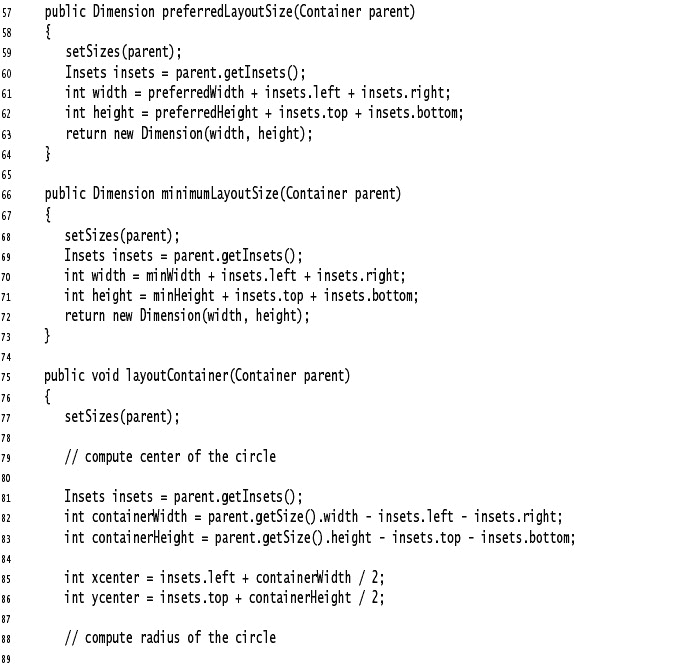 57 public Dimension preferredLayoutSize(Container parent)
58 {
59 setSizes(parent);
60 Insets insets = parent.getInsets();
61 int width = preferredWidth + insets.left + insets.right;
62 int height = preferredHeight + insets.top + insets.bottom;
63 return new Dimension(width, height);
64 }
65
66 public Dimension minimumLayoutSize(Container parent)
67 {
68 setSizes(parent);
69 Insets insets = parent.getInsets();
70 int width = minWidth + insets.left + insets.right;
71 int height = minHeight + insets.top + insets.bottom;
72 return new Dimension(width, height);
73 }
74
75 public void layoutContainer(Container parent)
76 {
77 setSizes(parent);
78
79 // compute center of the circle
80
81 Insets insets = parent.getInsets();
82 int containerWidth = parent.getSize().width - insets.left - insets.right;
83 int containerHeight = parent.getSize().height - insets.top - insets.bottom;
84
85 int xcenter = insets.left + containerWidth / 2;
86 int ycenter = insets.top + containerHeight / 2;
87
88 // compute radius of the circle
89